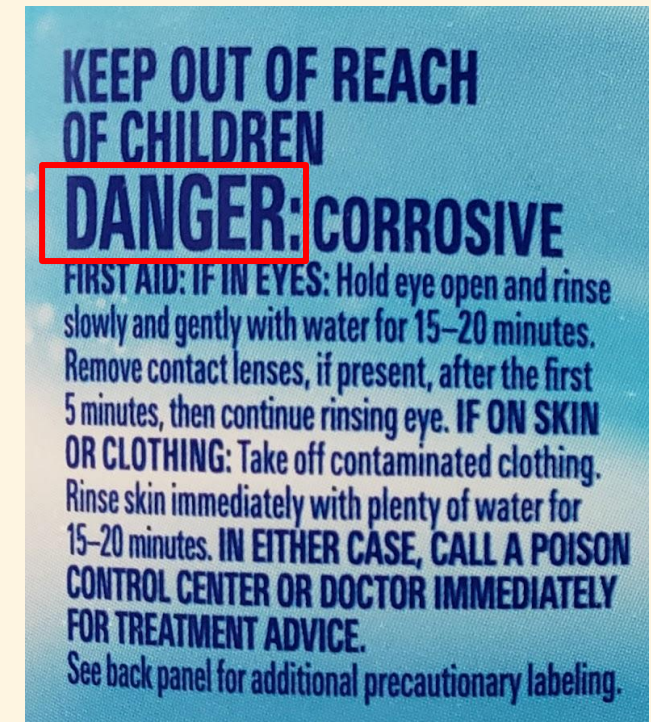 KEEP OUT OF REACH
OF CHILDREN
DANGER: CORROSIVE
FIRST AID: IF IN EYES: Hold eye open and rinse
slowly and gently with water for 15–20 minutes.
Remove contact lenses, if present, after the first
5 minutes, then continue rinsing eye. IF ON SKIN
OR CLOTHING: Take off contaminated clothing.
Rinse skin immediately with plenty of water for
15–20 minutes. IN EITHER CASE, CALL A POISON
CONTROL CENTER OR DOCTOR IMMEDIATELY
FOR TREATMENT ADVICE.
See back panel for additional precautionary labeling.